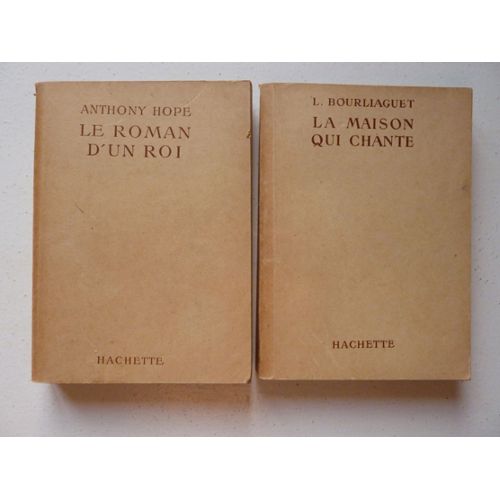 ANTHONY HOPE
LE ROMAN
D'UN ROI
HACHETTE
L. BOURLIAGUET
LA MAISON
QUI CHANTE
HACHETTE